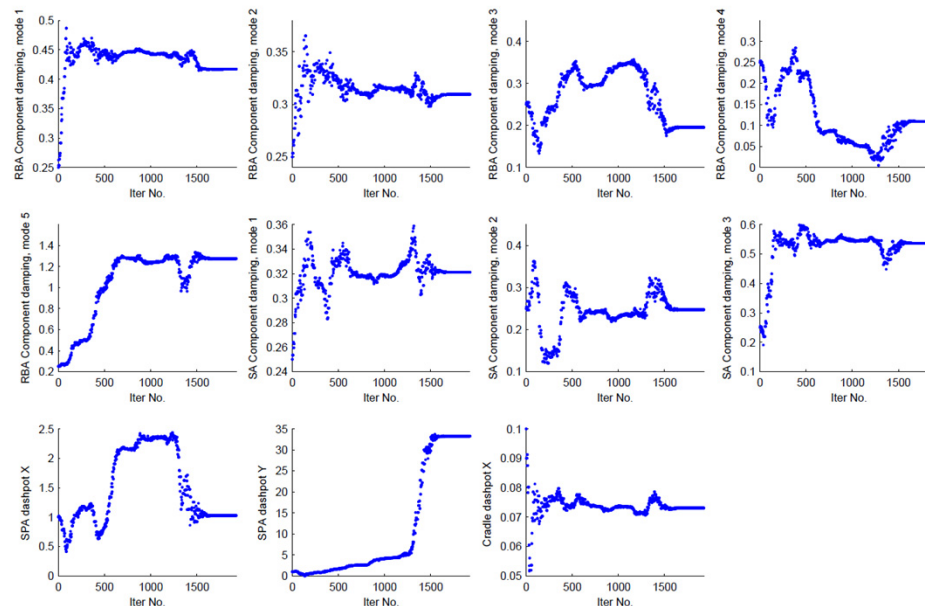 RBA Component damping, mode 1
0.5
0.45
0.4
0.35
0.3
0.25
0 500 1000 1500
Iter No.
RBA Component damping, mode 2
0.35
0.3
0.25
0 500 1000 1500
Iter No.
RBA Component damping, mode 3
0.4
0.3
0.2
0.1
0 500 1000 1500
Iter No.
RBA Component damping, mode 4
0.35
0.3
0.25
0.2
0.15
0.1
0.05
0
0 500 1000 1500
Iter No.
RBA Component damping, mode 5
1.4
1.2
1
0.8
0.6
0.4
0.2
0 500 1000 1500
Iter No.
SA Component damping, mode 1
0.36
0.34
0.32
0.3
0.28
0.26
0.24
0 500 1000 1500
Iter No.
SA Component damping, mode 2
0.4
0.3
0.2
0.1
0 500 1000 1500
Iter No.
SA Component damping, mode 3
0.6
0.5
0.4
0.3
0.2
0.1
0 500 1000 1500
Iter No.
SPA dashpot X
2.5
2
1.5
1
0.5
0
0 500 1000 1500
Iter No.
SPA dashpot Y
35
30
25
20
15
10
5
0
0 500 1000 1500
Iter No.
Cradle dashpot X
0.1
0.09
0.08
0.07
0.06
0.05
0 500 1000 1500
Iter No.